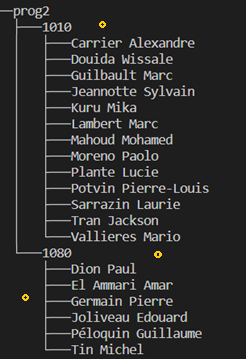 prog2
1010
Carrier Alexandre
Douida Wissale
Guilbault Marc
Jeannotte Sylvain
Kuru Mika
Lambert Marc
Mahoud Mohamed
Moreno Paolo
Plante Lucie
Potvin Pierre-Louis
Sarrazin Laurie
Tran Jackson
Vallieres Mario
1080
Dion Paul
El Ammari Amar
Germain Pierre
Joliveau Edouard
Péloquin Guillaume
Tin Michel